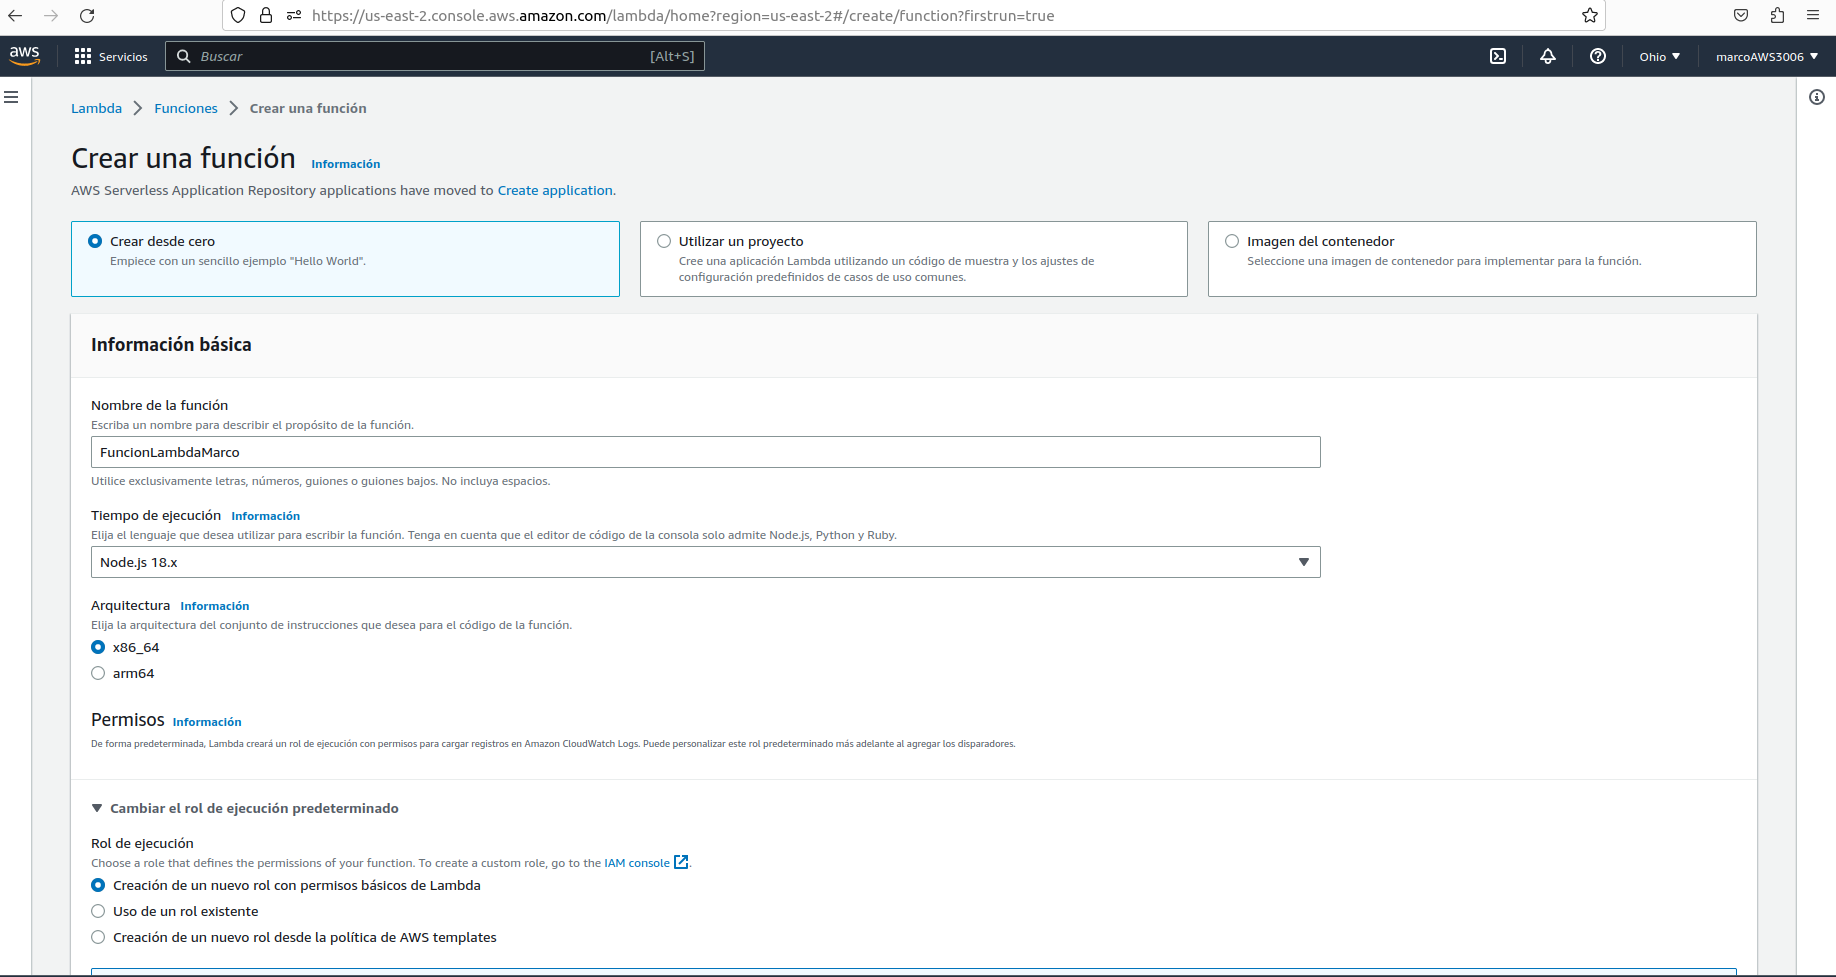 https://us-east-2.console.aws.amazon.com/lambda/home?region=us-east-2#/create/function?firstrun=true
aws Servicios Buscar [Alt+S] Ohio marcoAWS3006
Lambda Funciones Crear una función
Crear una función Información
AWS Serverless Application Repository applications have moved to Create application.
Crear desde cero
Empiece con un sencillo ejemplo "Hello World".
Utilizar un proyecto
Cree una aplicación Lambda utilizando un código de muestra y los ajustes de
configuración predefinidos de casos de uso comunes.
Imagen del contenedor
Seleccione una imagen de contenedor para implementar para la función.
Información básica
Nombre de la función
Escriba un nombre para describir el propósito de la función.
FuncionLambdaMarco
Utilice exclusivamente letras, números, guiones o guiones bajos. No incluya espacios.
Tiempo de ejecución Información
Elija el lenguaje que desea utilizar para escribir la función. Tenga en cuenta que el editor de código de la consola solo admite Node.js, Python y Ruby.
Node.js 18.x
Arquitectura Información
Elija la arquitectura del conjunto de instrucciones que desea para el código de la función.
x86_64
arm64
Permisos Información
De forma predeterminada, Lambda creará un rol de ejecución con permisos para cargar registros en Amazon CloudWatch Logs. Puede personalizar este rol predeterminado más adelante al agregar los disparadores.
Cambiar el rol de ejecución predeterminado
Rol de ejecución
Choose a role that defines the permissions of your function. To create a custom role, go to the IAM console.
Creación de un nuevo rol con permisos básicos de Lambda
Uso de un rol existente
Creación de un nuevo rol desde la política de AWS templates